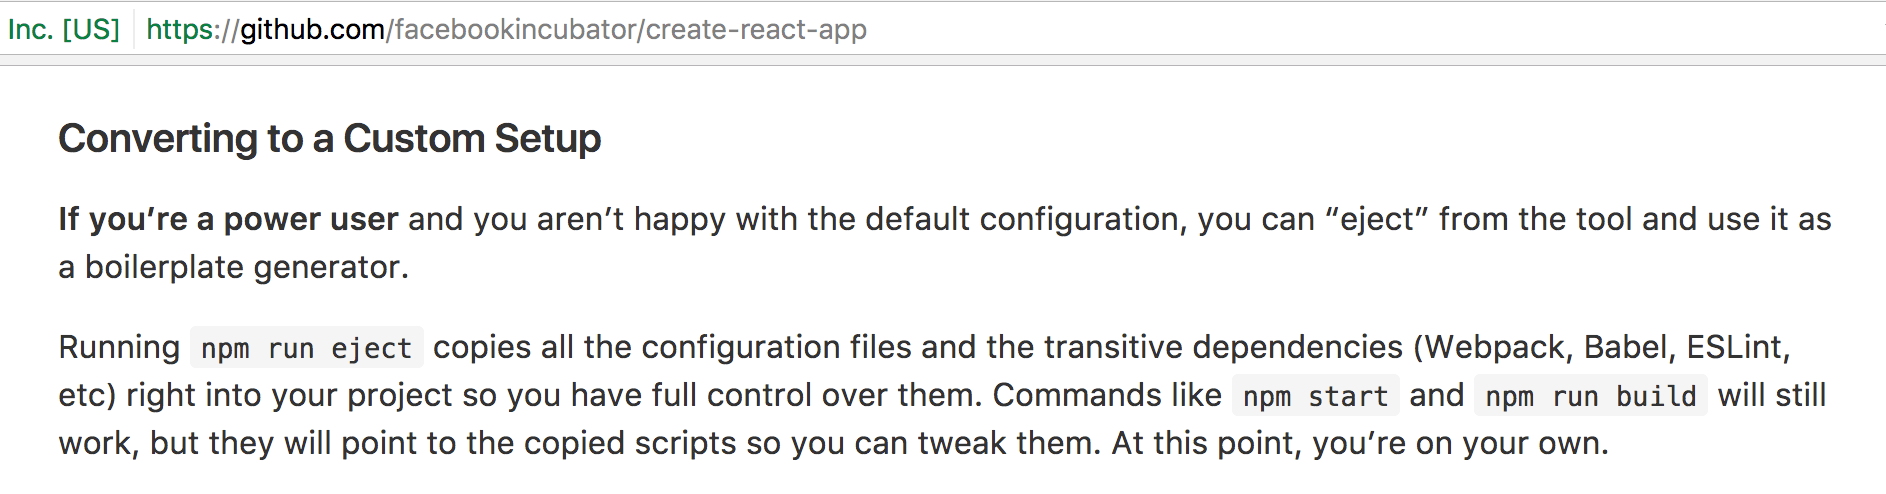 Inc. [US] https://github.com/facebookincubator/create-react-app
Converting to a Custom Setup
If you’re a power user and you aren’t happy with the default configuration, you can “eject” from the tool and use it as
a boilerplate generator.
Running npm run eject copies all the configuration files and the transitive dependencies (Webpack, Babel, ESLint,
etc) right into your project so you have full control over them. Commands like npm start and npm run build will still
work, but they will point to the copied scripts so you can tweak them. At this point, you’re on your own.